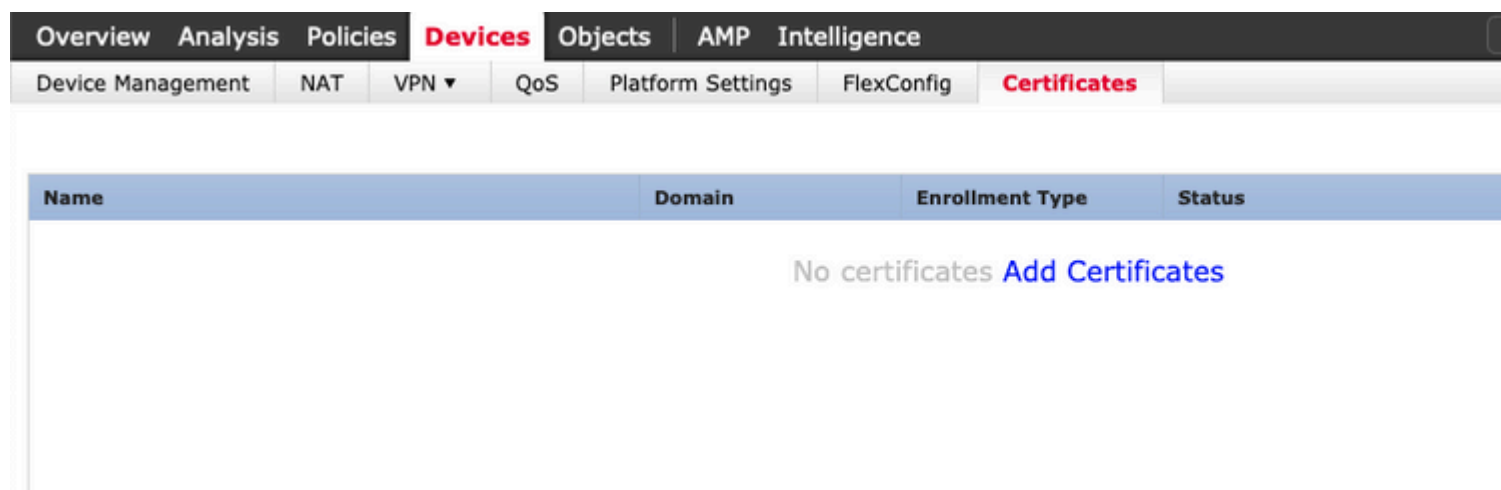 Overview Analysis Policies Devices Objects AMP Intelligence
Device Management NAT VPN ▼ QoS Platform Settings FlexConfig Certificates
Name Domain Enrollment Type Status
No certificates Add Certificates